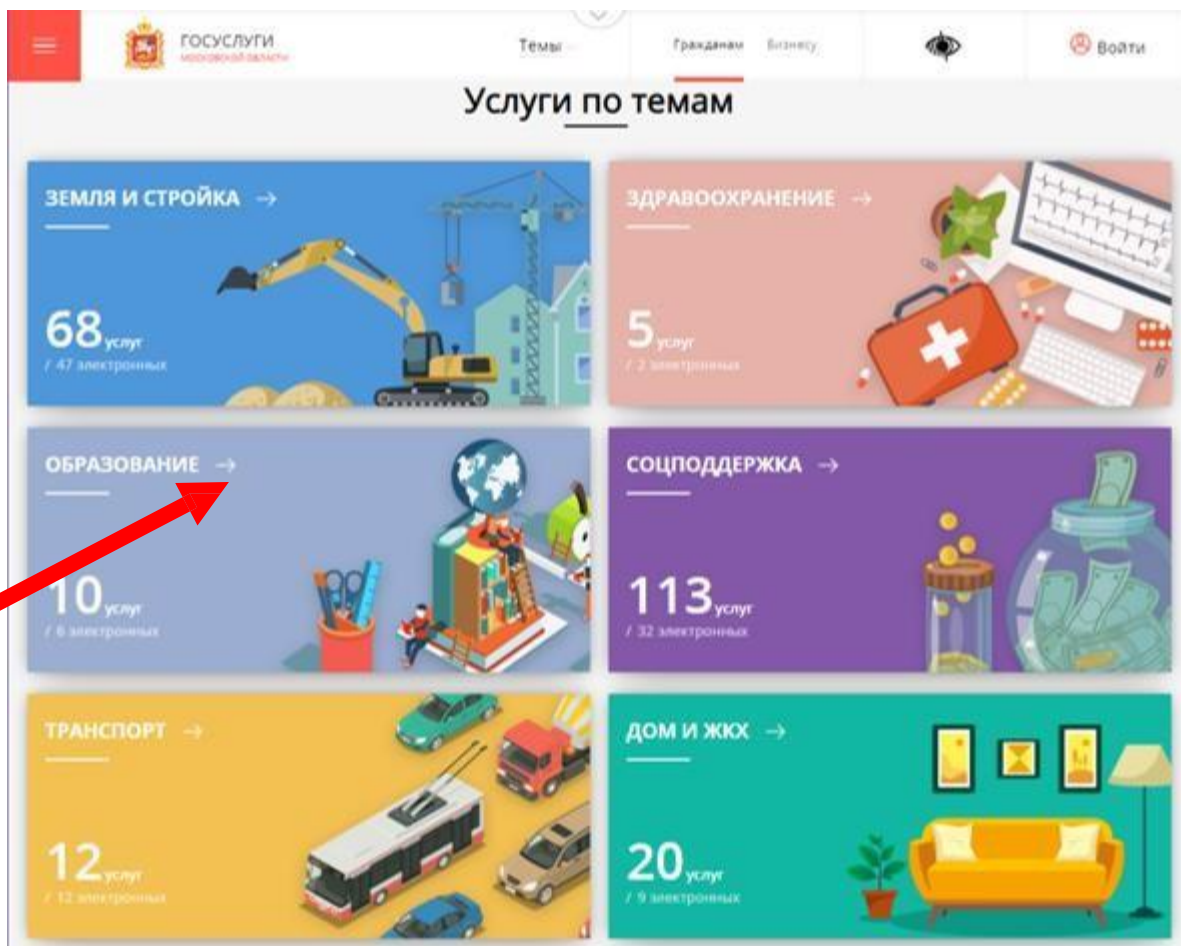 ГОСУСЛУГИ
МОСКОВСКОЙ ОБЛАСТИ
Темы
Гражданам
Бизнесу
Войти
Услуги по темам
ЗЕМЛЯ И СТРОЙКА →
68 услуг
/ 47 электронных
ЗДРАВООХРАНЕНИЕ →
5 услуг
/ 2 электронных
ОБРАЗОВАНИЕ →
10 услуг
/ 6 электронных
СОЦПОДДЕРЖКА →
113 услуг
/ 32 электронных
ТРАНСПОРТ →
12 услуг
/ 12 электронных
ДОМ И ЖКХ →
20 услуг
/ 9 электронных